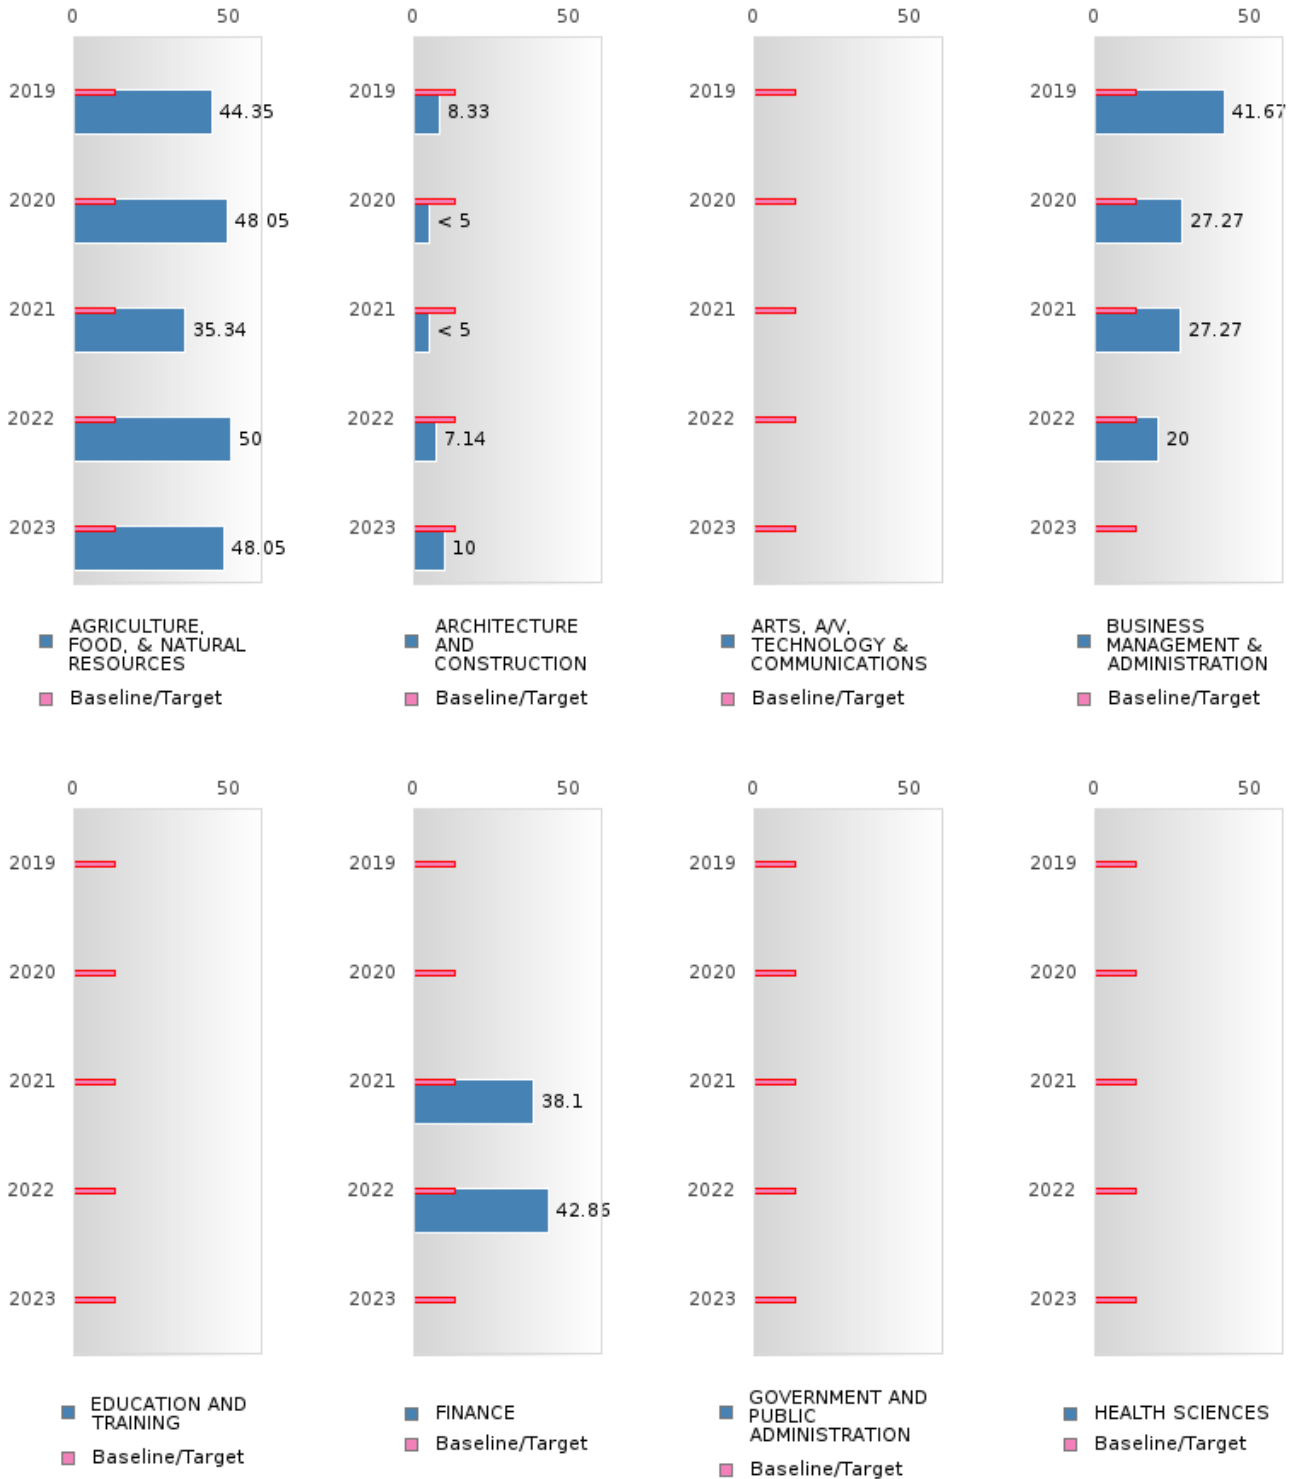 0 50
2019 44.35
2020 48.05
2021 35.34
2022 50
2023 48.05
AGRICULTURE,
FOOD, & NATURAL
RESOURCES
Baseline/Target
0 50
2019 8.33
2020 < 5
2021 < 5
2022 7.14
2023 10
ARCHITECTURE
AND
CONSTRUCTION
Baseline/Target
0 50
2019
2020
2021
2022
2023
ARTS, A/V,
TECHNOLOGY &
COMMUNICATIONS
Baseline/Target
0 50
2019 41.67
2020 27.27
2021 27.27
2022 20
2023
BUSINESS
MANAGEMENT &
ADMINISTRATION
Baseline/Target
0 50
2019
2020
2021
2022
2023
EDUCATION AND
TRAINING
Baseline/Target
0 50
2019
2020
2021 38.1
2022 42.86
2023
FINANCE
Baseline/Target
0 50
2019
2020
2021
2022
2023
GOVERNMENT AND
PUBLIC
ADMINISTRATION
Baseline/Target
0 50
2019
2020
2021
2022
2023
HEALTH SCIENCES
Baseline/Target